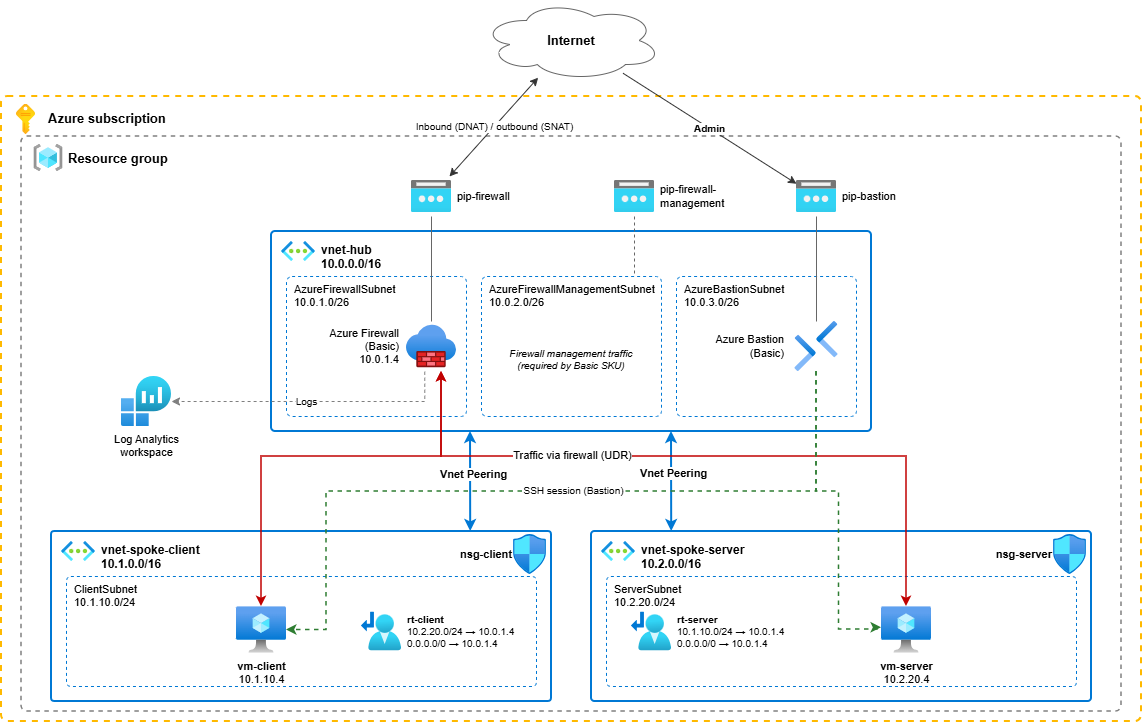 Internet
Azure subscription
Inbound (DNAT) / outbound (SNAT)
Admin
Resource group
pip-firewall
pip-firewall-
management
pip-bastion
vnet-hub
10.0.0.0/16
AzureFirewallSubnet
10.0.1.0/26
AzureFirewallManagementSubnet
10.0.2.0/26
AzureBastionSubnet
10.0.3.0/26
Azure Firewall
(Basic)
10.0.1.4
Firewall management traffic
(required by Basic SKU)
Azure Bastion
(Basic)
Logs
Log Analytics
workspace
Traffic via firewall (UDR)
Vnet Peering
Vnet Peering
SSH session (Bastion)
vnet-spoke-client
10.1.0.0/16
nsg-client
ClientSubnet
10.1.10.0/24
rt-client
10.2.20.0/24 → 10.0.1.4
0.0.0.0/0 → 10.0.1.4
vm-client
10.1.10.4
vnet-spoke-server
10.2.0.0/16
nsg-server
ServerSubnet
10.2.20.0/24
rt-server
10.1.10.0/24 → 10.0.1.4
0.0.0.0/0 → 10.0.1.4
vm-server
10.2.20.4